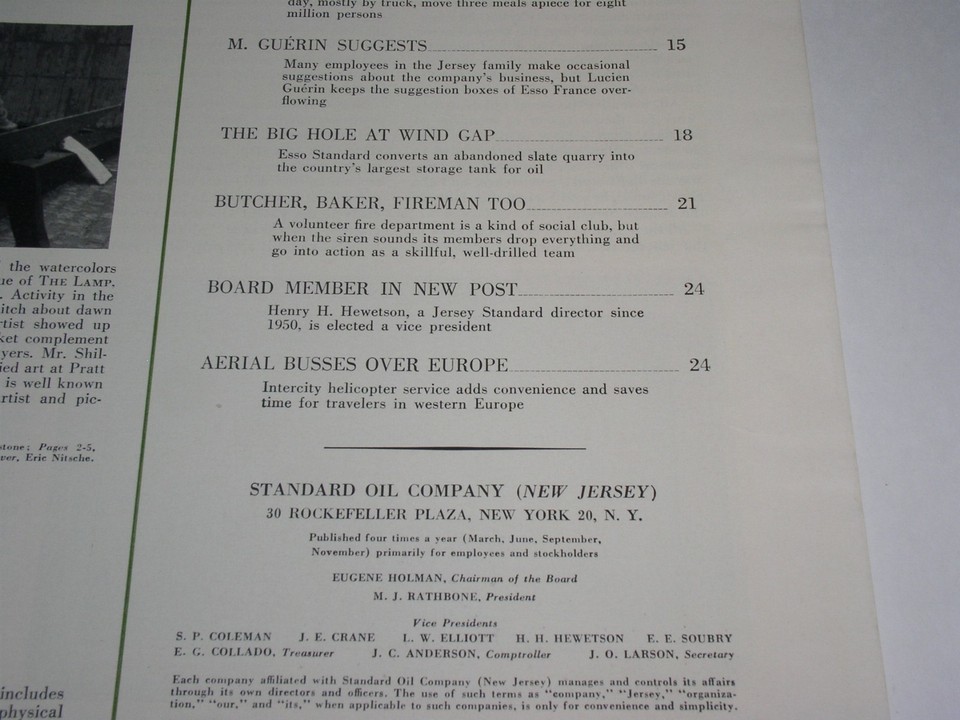 the watercolors
ue of THE LAMP.
. Activity in the
itch about dawn
rtist showed up
ket complement
yers. Mr. Shil-
ied art at Pratt
is well known
rtist and pic-
stone; Pages 2-5,
ver, Eric Nitsche.
includes
physical
day, mostly by truck, move three meals apiece for eight
million persons
M. GUÉRIN SUGGESTS 15
Many employees in the Jersey family make occasional
suggestions about the company's business, but Lucien
Guérin keeps the suggestion boxes of Esso France over-
flowing
THE BIG HOLE AT WIND GAP 18
Esso Standard converts an abandoned slate quarry into
the country's largest storage tank for oil
BUTCHER, BAKER, FIREMAN TOO 21
A volunteer fire department is a kind of social club, but
when the siren sounds its members drop everything and
go into action as a skillful, well-drilled team
BOARD MEMBER IN NEW POST 24
Henry H. Hewetson, a Jersey Standard director since
1950, is elected a vice president
AERIAL BUSSES OVER EUROPE 24
Intercity helicopter service adds convenience and saves
time for travelers in western Europe
STANDARD OIL COMPANY (NEW JERSEY)
30 ROCKEFELLER PLAZA, NEW YORK 20, N. Y.
Published four times a year (March, June, September,
November) primarily for employees and stockholders
EUGENE HOLMAN, Chairman of the Board
M. J. RATHBONE, President
Vice Presidents
S. P. COLEMAN J. E. CRANE L. W. ELLIOTT H. H. HEWETSON E. E. SOUBRY
E. G. COLLADO, Treasurer J. C. ANDERSON, Comptroller J. O. LARSON, Secretary
Each company affiliated with Standard Oil Company (New Jersey) manages and controls its affairs
through its own directors and officers. The use of such terms as "company," "Jersey," "organiza-
tion," "our," and "its," when applicable to such companies, is only for convenience and simplicity.